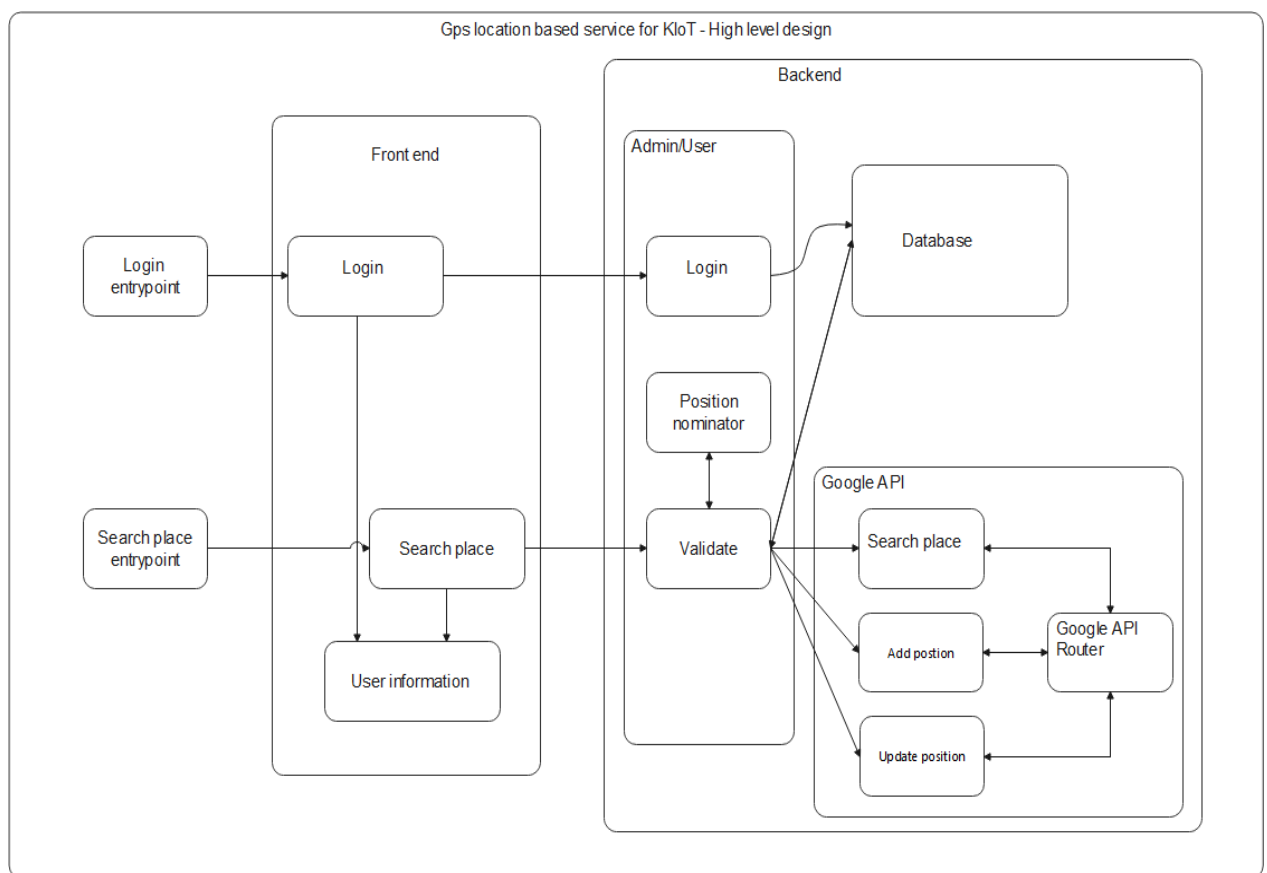 Gps location based service for KIoT - High level design
Backend
Front end
Admin/User
Login
entrypoint
Login
Login
Database
Position
nominator
Search place
entrypoint
Search place
Validate
User information
Google API
Search place
Add postion
Google API
Router
Update position